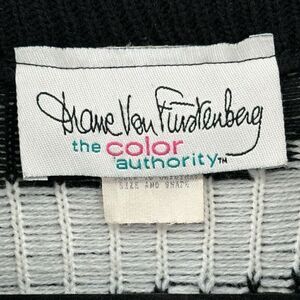 Diane Von Furstenberg
the color
authority™
SIZE AND SHAPE